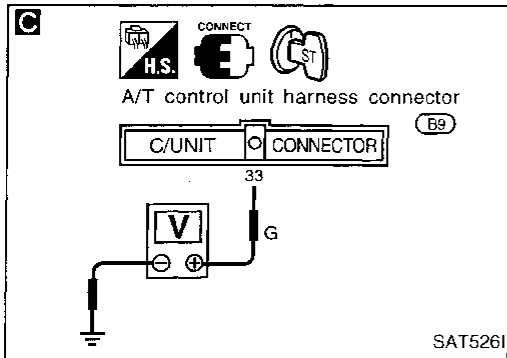 C
CONNECT
H.S.
ST
A/T control unit harness connector
B9
C/UNIT CONNECTOR
33
V
G
SAT526I